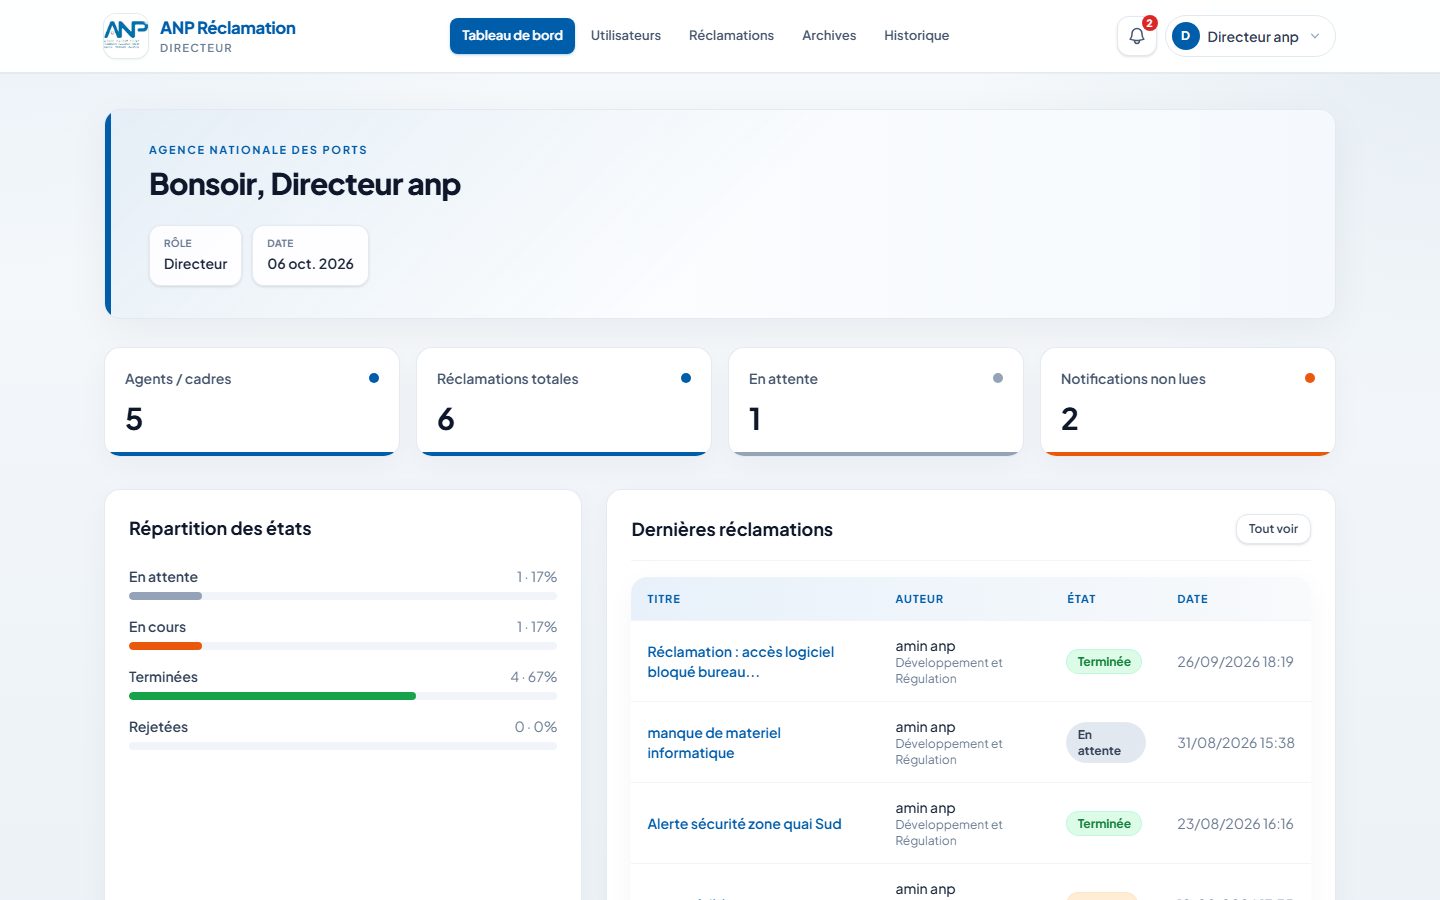 ANP
ANP Réclamation
DIRECTEUR
Tableau de bord
Utilisateurs
Réclamations
Archives
Historique
2
D
Directeur anp
AGENCE NATIONALE DES PORTS
Bonsoir, Directeur anp
RÔLE
Directeur
DATE
06 oct. 2026
Agents / cadres
5
Réclamations totales
6
En attente
1
Notifications non lues
2
Répartition des états
En attente
1 · 17%
En cours
1 · 17%
Terminées
4 · 67%
Rejetées
0 · 0%
Dernières réclamations
Tout voir
TITRE AUTEUR ÉTAT DATE
Réclamation : accès logiciel
bloqué bureau...
amin anp
Développement et
Régulation
Terminée
26/09/2026 18:19
manque de materiel
informatique
amin anp
Développement et
Régulation
En
attente
31/08/2026 15:38
Alerte sécurité zone quai Sud
amin anp
Développement et
Régulation
Terminée
23/08/2026 16:16
amin anp